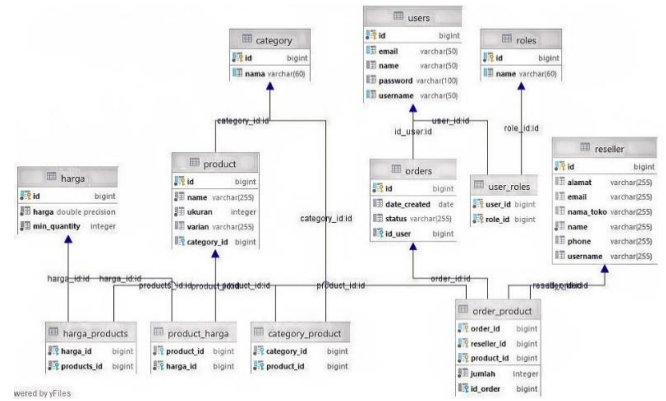 users
id bigint
email varchar(50)
name varchar(50)
password varchar(100)
username varchar(50)
category
id bigint
nama varchar(60)
roles
id bigint
name varchar(60)
category_id:id
id_user:id
user_id:id
role_id:id
harga
id bigint
harga double precision
min_quantity integer
product
id bigint
name varchar(255)
ukuran integer
varian varchar(255)
category_id bigint
category_id:id
orders
id bigint
date_created date
status varchar(255)
id_user bigint
user_roles
user_id bigint
role_id bigint
reseller
id bigint
alamat varchar(255)
email varchar(255)
nama_toko varchar(255)
name varchar(255)
phone varchar(255)
username varchar(255)
harga_id:id
harga_id:id
product_id:id
order_id:id
harga_products
harga_id bigint
products_id bigint
product_harga
product_id bigint
harga_id bigint
category_product
category_id bigint
product_id bigint
order_product
order_id bigint
reseller_id bigint
product_id bigint
jumlah integer
id_order bigint
wered by yFiles